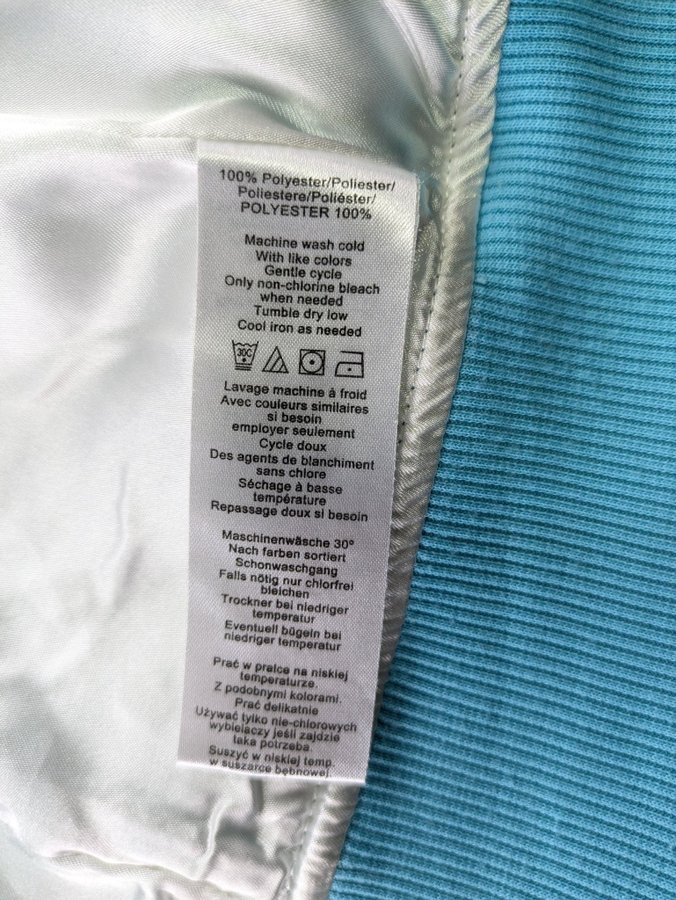 100% Polyester/Poliester/
Poliestere/Poliéster/
POLYESTER 100%
Machine wash cold
With like colors
Gentle cycle
Only non-chlorine bleach
when needed
Tumble dry low
Cool iron as needed
30C
Lavage machine à froid
Avec couleurs similaires
si besoin
employer seulement
Cycle doux
Des agents de blanchiment
sans chlore
Séchage à basse
température
Repassage doux si besoin
Maschinenwäsche 30°
Nach farben sortiert
Schonwaschgang
Falls nötig nur chlorfrei
bleichen
Trockner bei niedriger
temperatur
Eventuell bügeln bei
niedriger temperatur
Prać w pralce na niskiej
temperaturze.
Z podobnymi kolorami.
Prać delikatnie
Używać tylko nie-chlorowych
wybielaczy jeśli zajdzie
taka potrzeba.
Suszyć w niskiej temp.
w suszarce bębnowej.